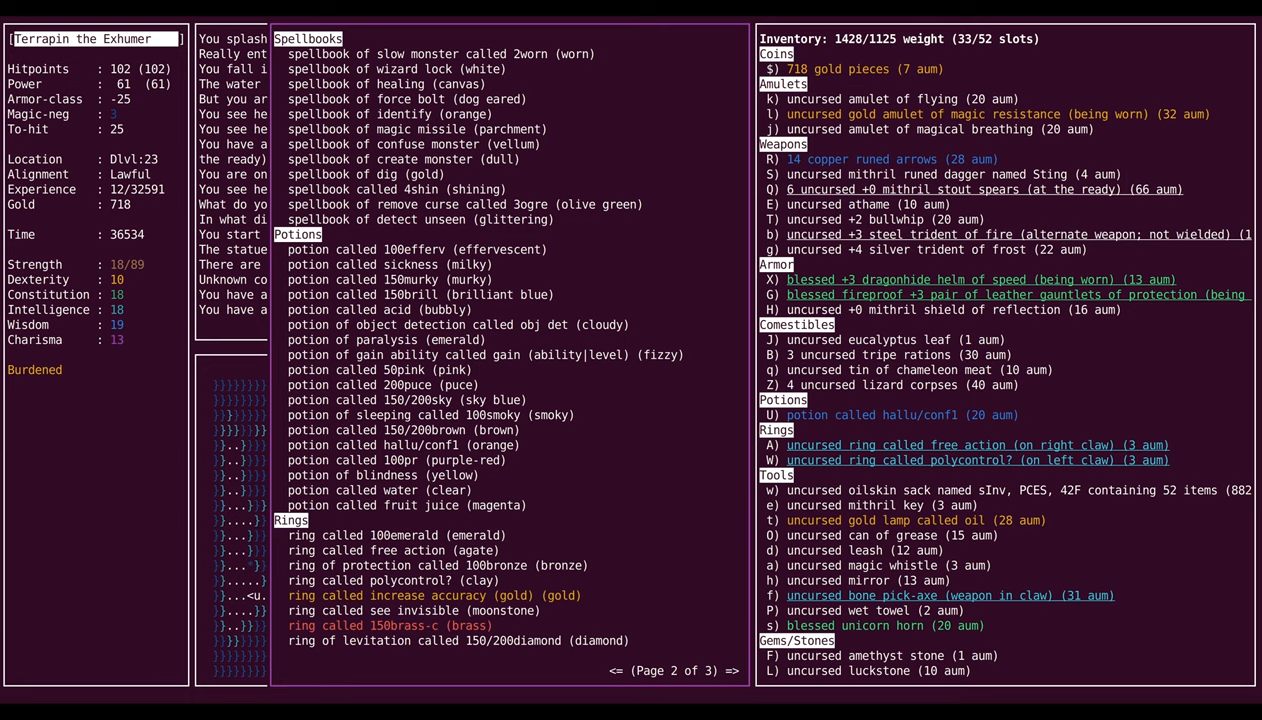 [Terrapin the Exhumer ]
Hitpoints : 102 (102)
Power : 61 (61)
Armor-class : -25
Magic-neg : 3
To-hit : 25
Location : Dlvl:23
Alignment : Lawful
Experience : 12/32591
Gold : 718
Time : 36534
Strength : 18/89
Dexterity : 10
Constitution : 18
Intelligence : 18
Wisdom : 19
Charisma : 13
Burdened
You splash
Really ent
You fall i
The water
But you ar
You see he
You see he
You have a
the ready)
You are on
You see he
What do yo
In what di
You start
The statue
There are
Unknown co
You have a
You have a
}}}}}}}}
}}}}}}}}
}}}}}}}}
}}}}}}}}
}}..}}}}
}}..}}}}
}}..}}}}
}}..}}}}
}}...}}}
}}....}}
}}...}}}
}}...*}}
}}.....}
}}...<u.
}}....}}
}}..}}}}
}}}}}}}}
}}}}}}}}
}}}}}}}}
Spellbooks
spellbook of slow monster called 2worn (worn)
spellbook of wizard lock (white)
spellbook of healing (canvas)
spellbook of force bolt (dog eared)
spellbook of identify (orange)
spellbook of magic missile (parchment)
spellbook of confuse monster (vellum)
spellbook of create monster (dull)
spellbook of dig (gold)
spellbook called 4shin (shining)
spellbook of remove curse called 3ogre (olive green)
spellbook of detect unseen (glittering)
Potions
potion called 100efferv (effervescent)
potion called sickness (milky)
potion called 150murky (murky)
potion called 150brill (brilliant blue)
potion called acid (bubbly)
potion of object detection called obj det (cloudy)
potion of paralysis (emerald)
potion of gain ability called gain (ability|level) (fizzy)
potion called 50pink (pink)
potion called 200puce (puce)
potion called 150/200sky (sky blue)
potion of sleeping called 100smoky (smoky)
potion called 150/200brown (brown)
potion called hallu/conf1 (orange)
potion called 100pr (purple-red)
potion of blindness (yellow)
potion called water (clear)
potion called fruit juice (magenta)
Rings
ring called 100emerald (emerald)
ring called free action (agate)
ring of protection called 100bronze (bronze)
ring called polycontrol? (clay)
ring called increase accuracy (gold) (gold)
ring called see invisible (moonstone)
ring called 150brass-c (brass)
ring of levitation called 150/200diamond (diamond)
<= (Page 2 of 3) =>
Inventory: 1428/1125 weight (33/52 slots)
Coins
$) 718 gold pieces (7 aum)
Amulets
k) uncursed amulet of flying (20 aum)
l) uncursed gold amulet of magic resistance (being worn) (32 aum)
j) uncursed amulet of magical breathing (20 aum)
Weapons
R) 14 copper runed arrows (28 aum)
S) uncursed mithril runed dagger named Sting (4 aum)
Q) 6 uncursed +0 mithril stout spears (at the ready) (66 aum)
E) uncursed athame (10 aum)
T) uncursed +2 bullwhip (20 aum)
b) uncursed +3 steel trident of fire (alternate weapon; not wielded) (1
g) uncursed +4 silver trident of frost (22 aum)
Armor
X) blessed +3 dragonhide helm of speed (being worn) (13 aum)
G) blessed fireproof +3 pair of leather gauntlets of protection (being
H) uncursed +0 mithril shield of reflection (16 aum)
Comestibles
J) uncursed eucalyptus leaf (1 aum)
B) 3 uncursed tripe rations (30 aum)
q) uncursed tin of chameleon meat (10 aum)
Z) 4 uncursed lizard corpses (40 aum)
Potions
U) potion called hallu/conf1 (20 aum)
Rings
A) uncursed ring called free action (on right claw) (3 aum)
W) uncursed ring called polycontrol? (on left claw) (3 aum)
Tools
w) uncursed oilskin sack named sInv, PCES, 42F containing 52 items (882
e) uncursed mithril key (3 aum)
t) uncursed gold lamp called oil (28 aum)
O) uncursed can of grease (15 aum)
d) uncursed leash (12 aum)
a) uncursed magic whistle (3 aum)
h) uncursed mirror (13 aum)
f) uncursed bone pick-axe (weapon in claw) (31 aum)
P) uncursed wet towel (2 aum)
s) blessed unicorn horn (20 aum)
Gems/Stones
F) uncursed amethyst stone (1 aum)
L) uncursed luckstone (10 aum)